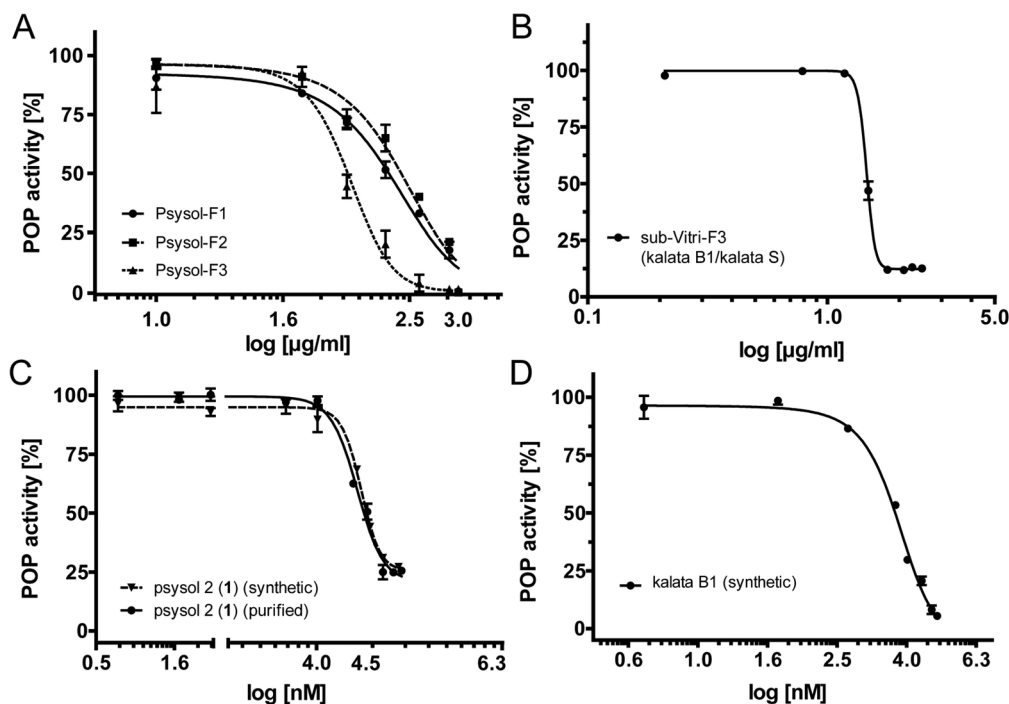 A
POP activity [%]
100
75
50
25
0
Psysol-F1
Psysol-F2
Psysol-F3
1.0
1.6
2.5
3.0
log [µg/ml]
B
POP activity [%]
100
75
50
25
0
sub-Vitri-F3
(kalata B1/kalata S)
0.1
1.0
5.0
log [µg/ml]
C
POP activity [%]
100
75
50
25
0
psysol 2 (1) (synthetic)
psysol 2 (1) (purified)
0.5
1.6
4.0
4.5
6.3
log [nM]
D
POP activity [%]
100
75
50
25
0
kalata B1 (synthetic)
0.6
1.0
1.6
2.5
4.0
6.3
log [nM]